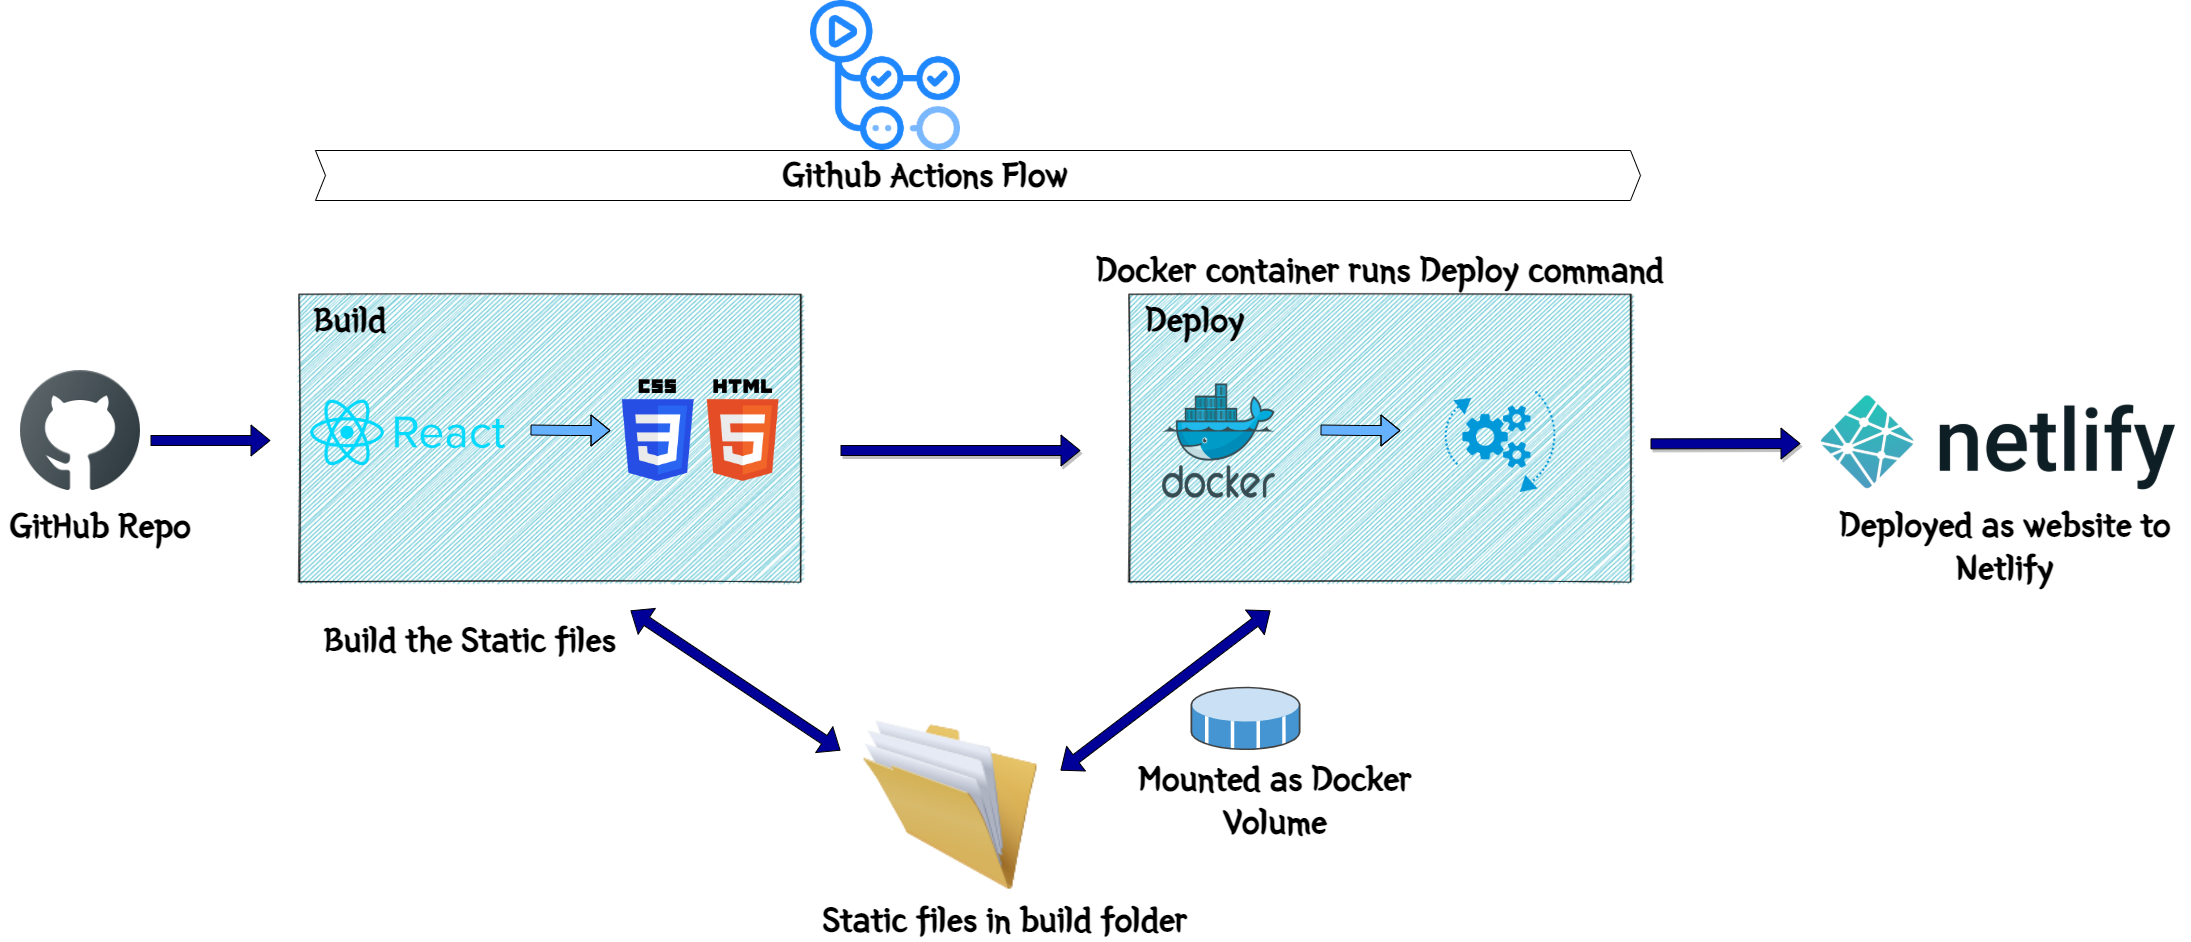 Github Actions Flow
Docker container runs Deploy command
Build
Deploy
CSS
HTML
React
docker
netlify
GitHub Repo
Deployed as website to
Netlify
Build the Static files
Mounted as Docker
Volume
Static files in build folder